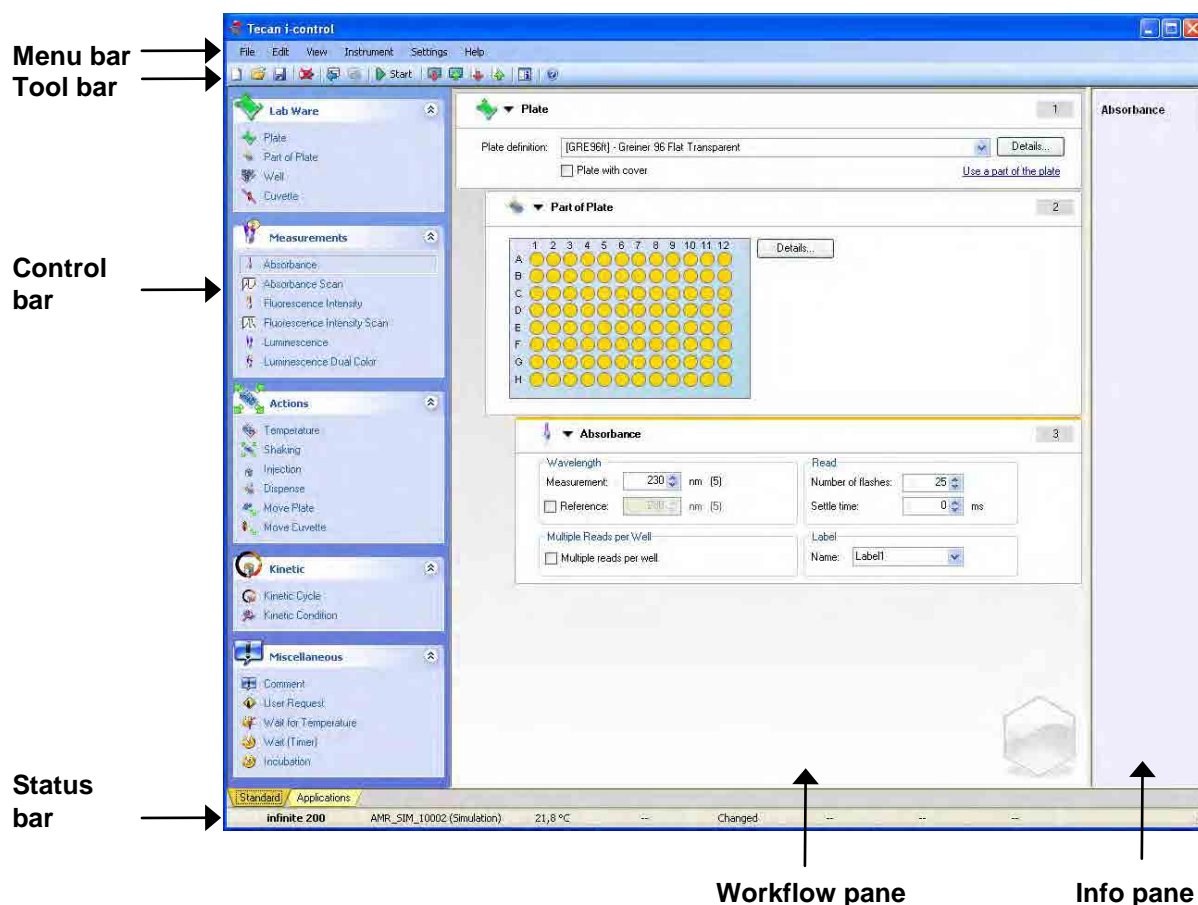 Tecan i-control
Menu bar
File Edit View Instrument Settings Help
Tool bar
Start
Control
bar
Lab Ware
Plate
Part of Plate
Well
Cuvette
Measurements
Absorbance
Absorbance Scan
Fluorescence Intensity
Fluorescence Intensity Scan
Luminescence
Luminescence Dual Color
Actions
Temperature
Shaking
Injection
Dispense
Move Plate
Move Cuvette
Kinetic
Kinetic Cycle
Kinetic Condition
Miscellaneous
Comment
User Request
Wait for Temperature
Wait (Timer)
Incubation
Plate 1
Plate definition: [GRE96ft] - Greiner 96 Flat Transparent Details...
Plate with cover Use a part of the plate
Part of Plate 2
1 2 3 4 5 6 7 8 9 10 11 12
Details...
A
B
C
D
E
F
G
H
Absorbance 3
Wavelength
Measurement: 230 nm (5)
Reference: nm (5)
Multiple Reads per Well
Multiple reads per well
Read
Number of flashes: 25
Settle time: 0 ms
Label
Name: Label1
Absorbance
Status
bar
Standard Applications
infinite 200 AMR_SIM_10002 (Simulation) 21,8 °C -- Changed -- -- --
Workflow pane
Info pane